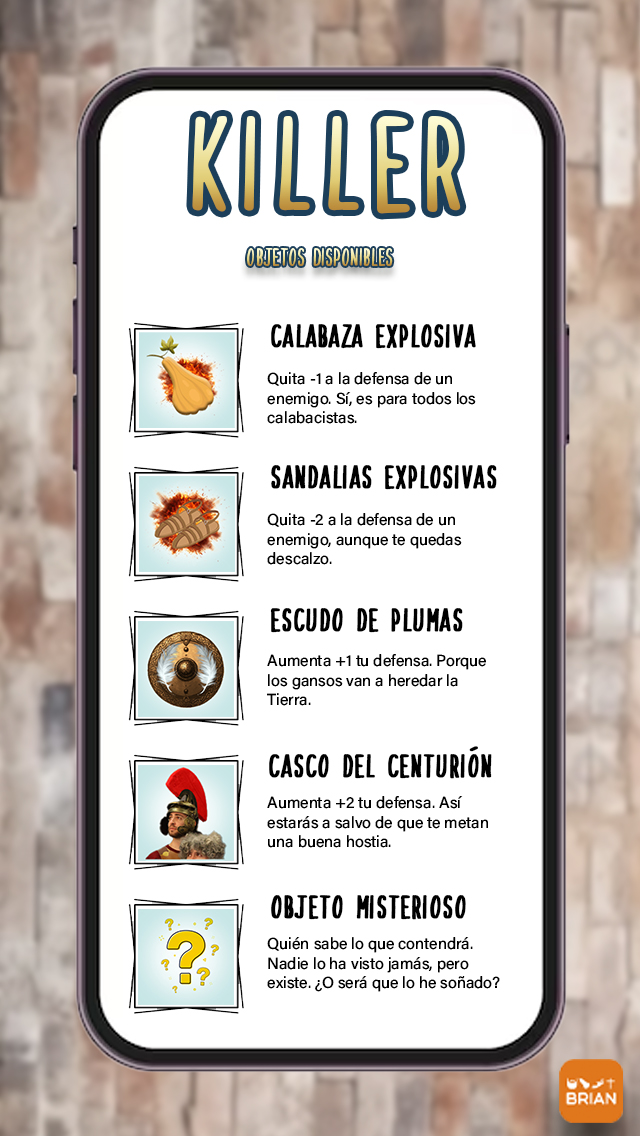 KILLER
OBJETOS DISPONIBLES
CALABAZA EXPLOSIVA
Quita -1 a la defensa de un
enemigo. Sí, es para todos los
calabacistas.
SANDALIAS EXPLOSIVAS
Quita -2 a la defensa de un
enemigo, aunque te quedas
descalzo.
ESCUDO DE PLUMAS
Aumenta +1 tu defensa. Porque
los gansos van a heredar la
Tierra.
CASCO DEL CENTURIÓN
Aumenta +2 tu defensa. Así
estarás a salvo de que te metan
una buena hostia.
OBJETO MISTERIOSO
Quién sabe lo que contendrá.
Nadie lo ha visto jamás, pero
existe. ¿O será que lo he soñado?
BRIAN